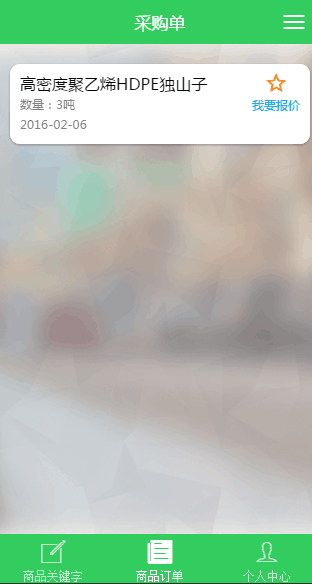 采购单
高密度聚乙烯HDPE独山子
数量：3吨
我要报价
2016-02-06
商品关键字
商品订单
个人中心